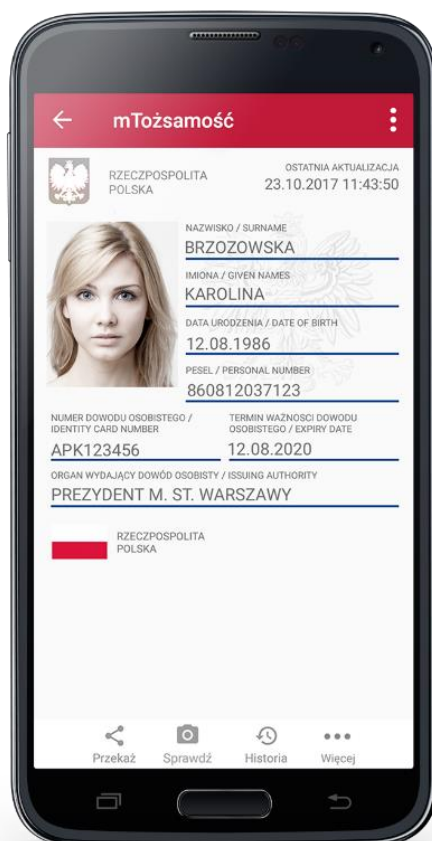 mTożsamość
RZECZPOSPOLITA
POLSKA
OSTATNIA AKTUALIZACJA
23.10.2017 11:43:50
NAZWISKO / SURNAME
BRZOZOWSKA
IMIONA / GIVEN NAMES
KAROLINA
DATA URODZENIA / DATE OF BIRTH
12.08.1986
PESEL / PERSONAL NUMBER
860812037123
NUMER DOWODU OSOBISTEGO /
IDENTITY CARD NUMBER
APK123456
TERMIN WAŻNOSCI DOWODU
OSOBISTEGO / EXPIRY DATE
12.08.2020
ORGAN WYDAJĄCY DOWÓD OSOBISTY / ISSUING AUTHORITY
PREZYDENT M. ST. WARSZAWY
RZECZPOSPOLITA
POLSKA
Przekaż Sprawdź Historia Więcej